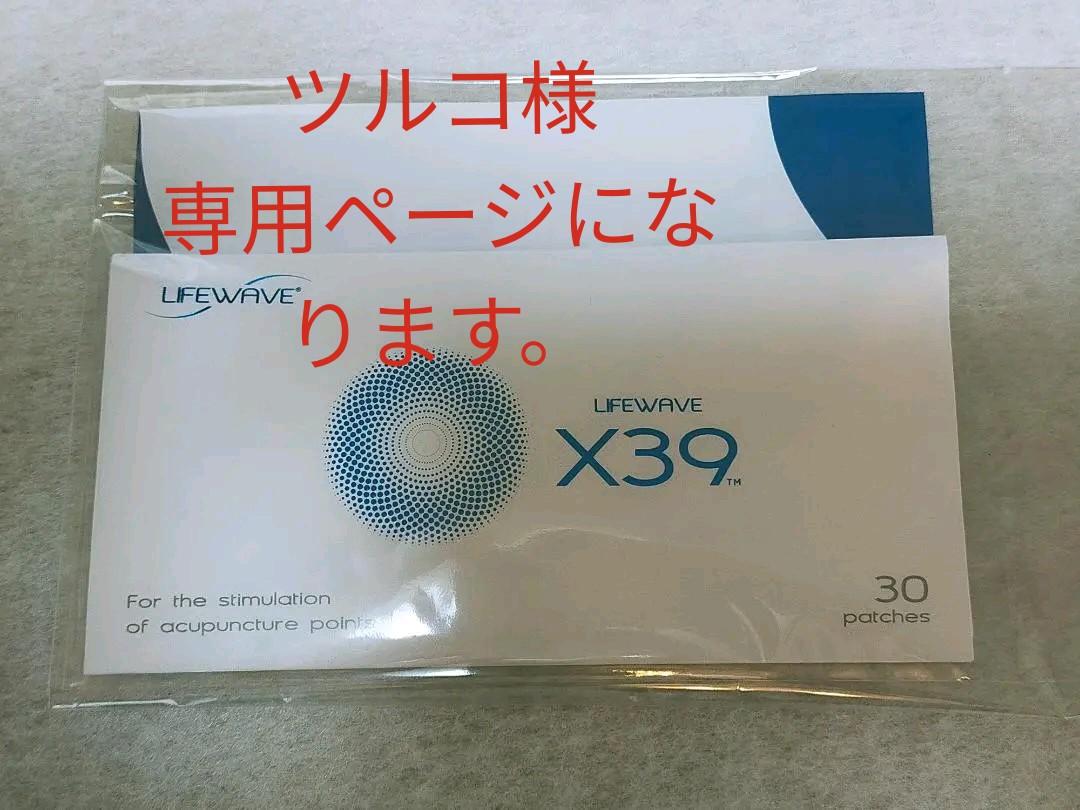 ツルコ様
専用ページにな
ります。
LIFEWAVE®
LIFEWAVE
X39™
For the stimulation
of acupuncture points
30
patches